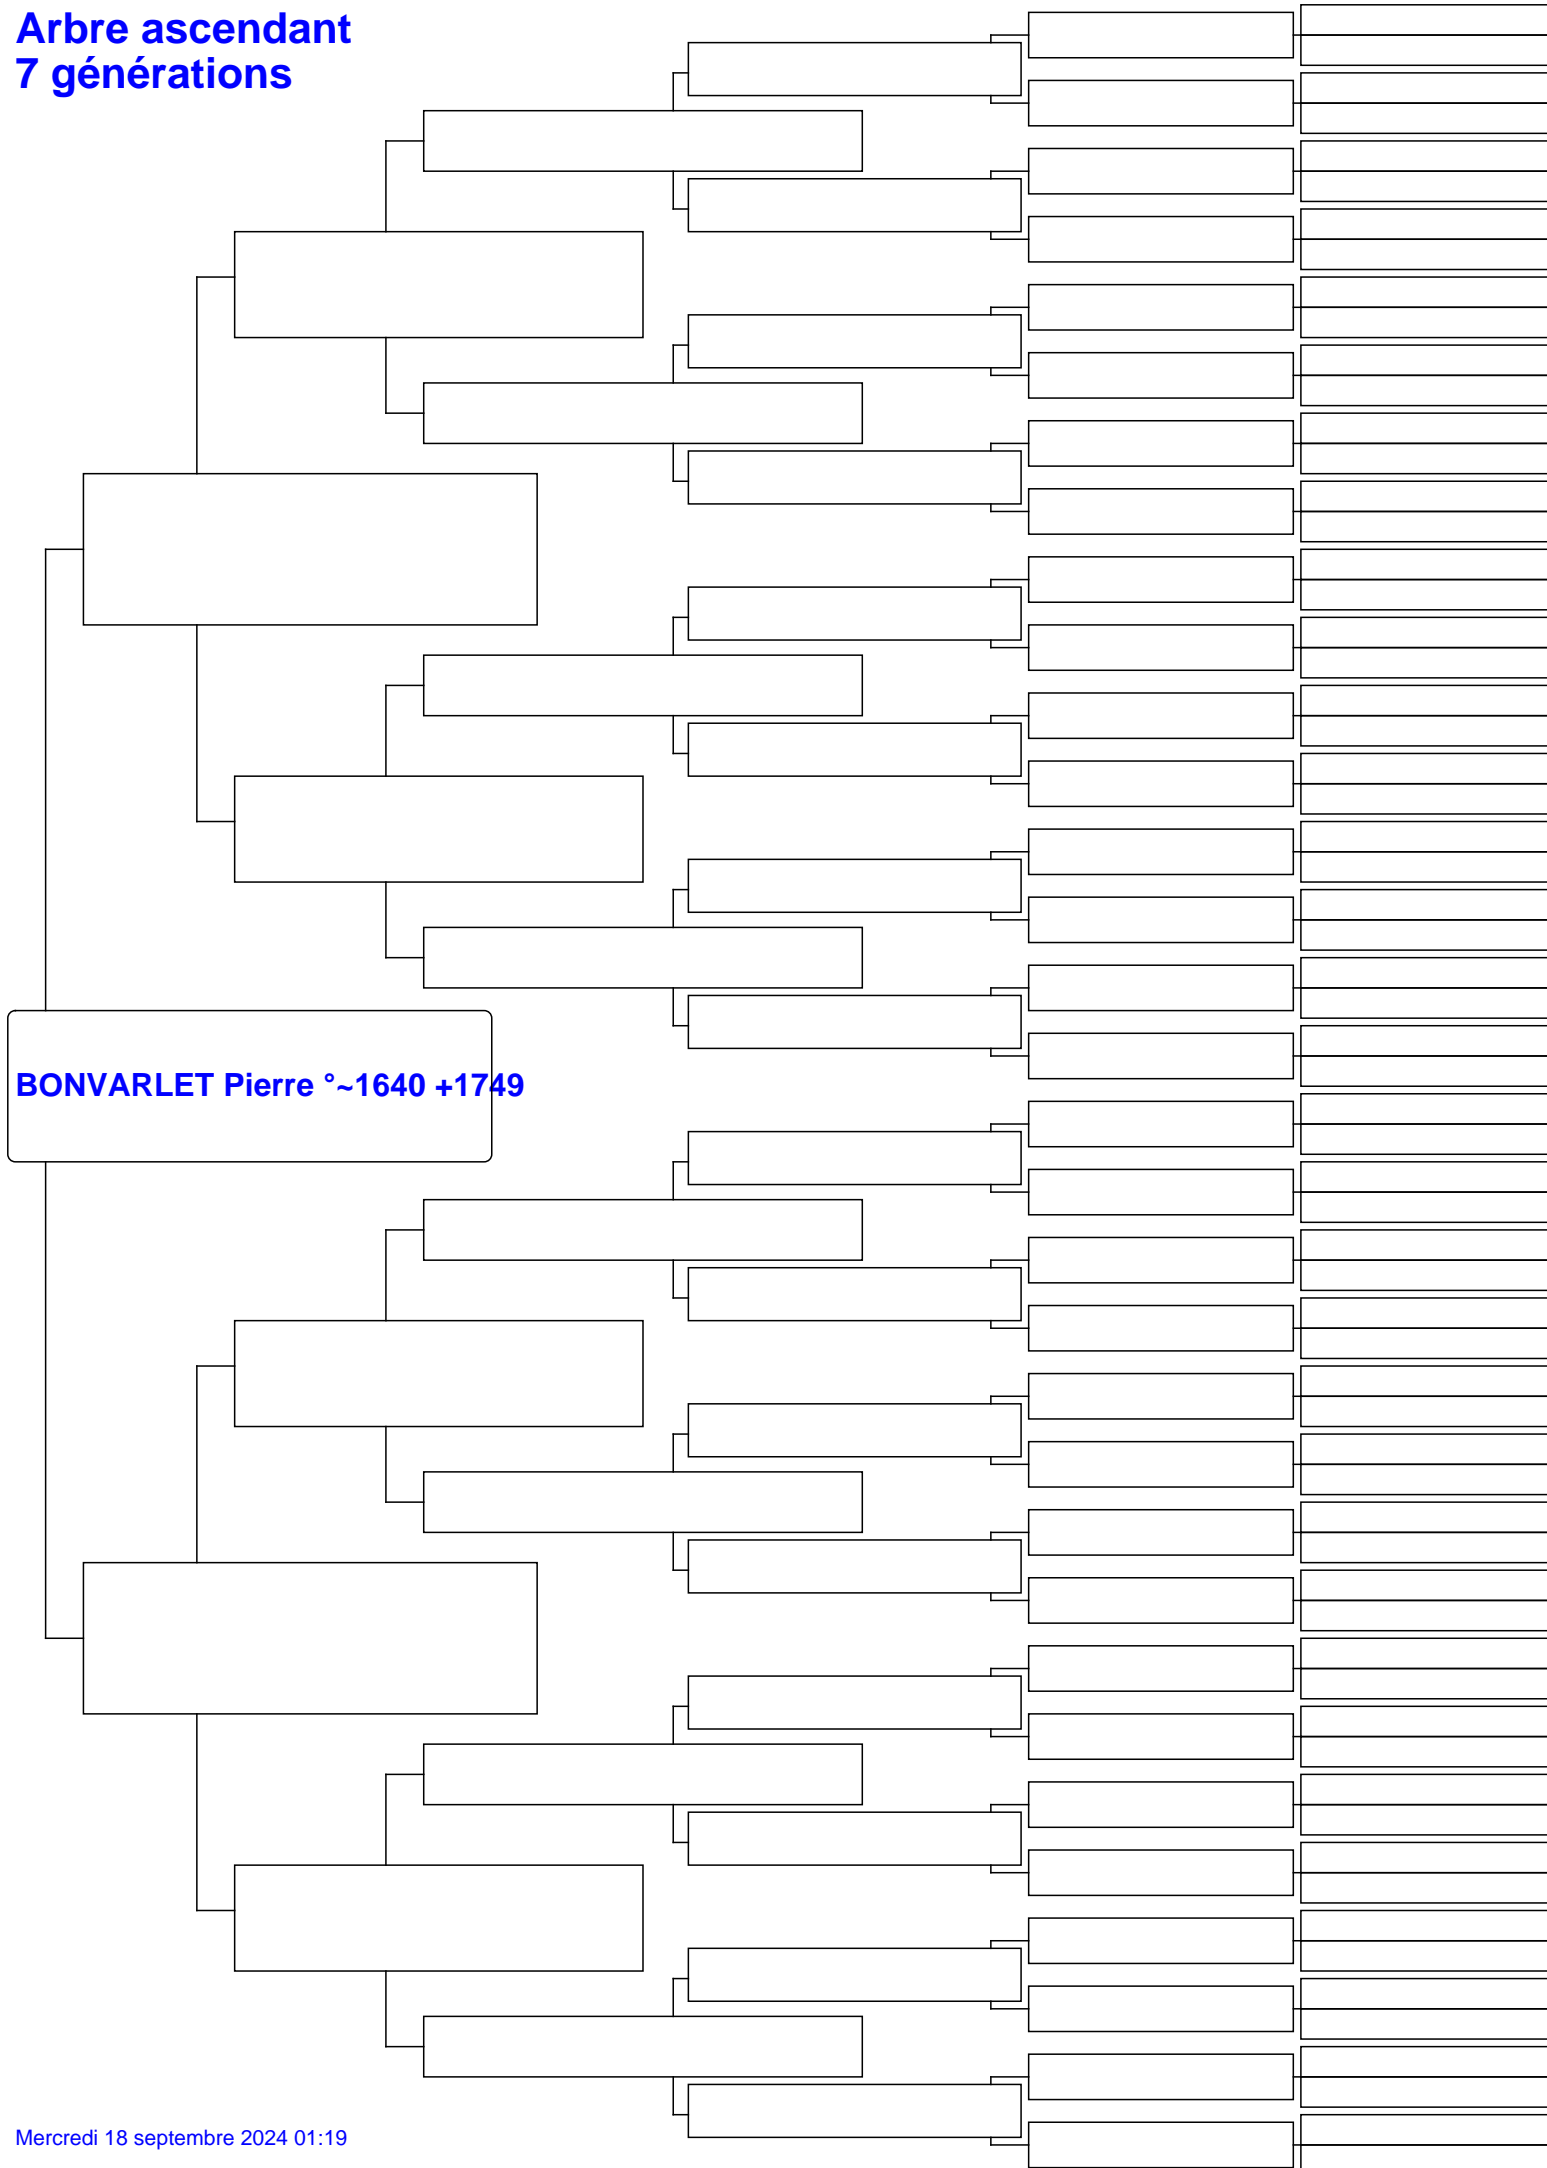 Arbre ascendant
7 générations
BONVARLET Pierre °~1640 +1749
Mercredi 18 septembre 2024 01:19